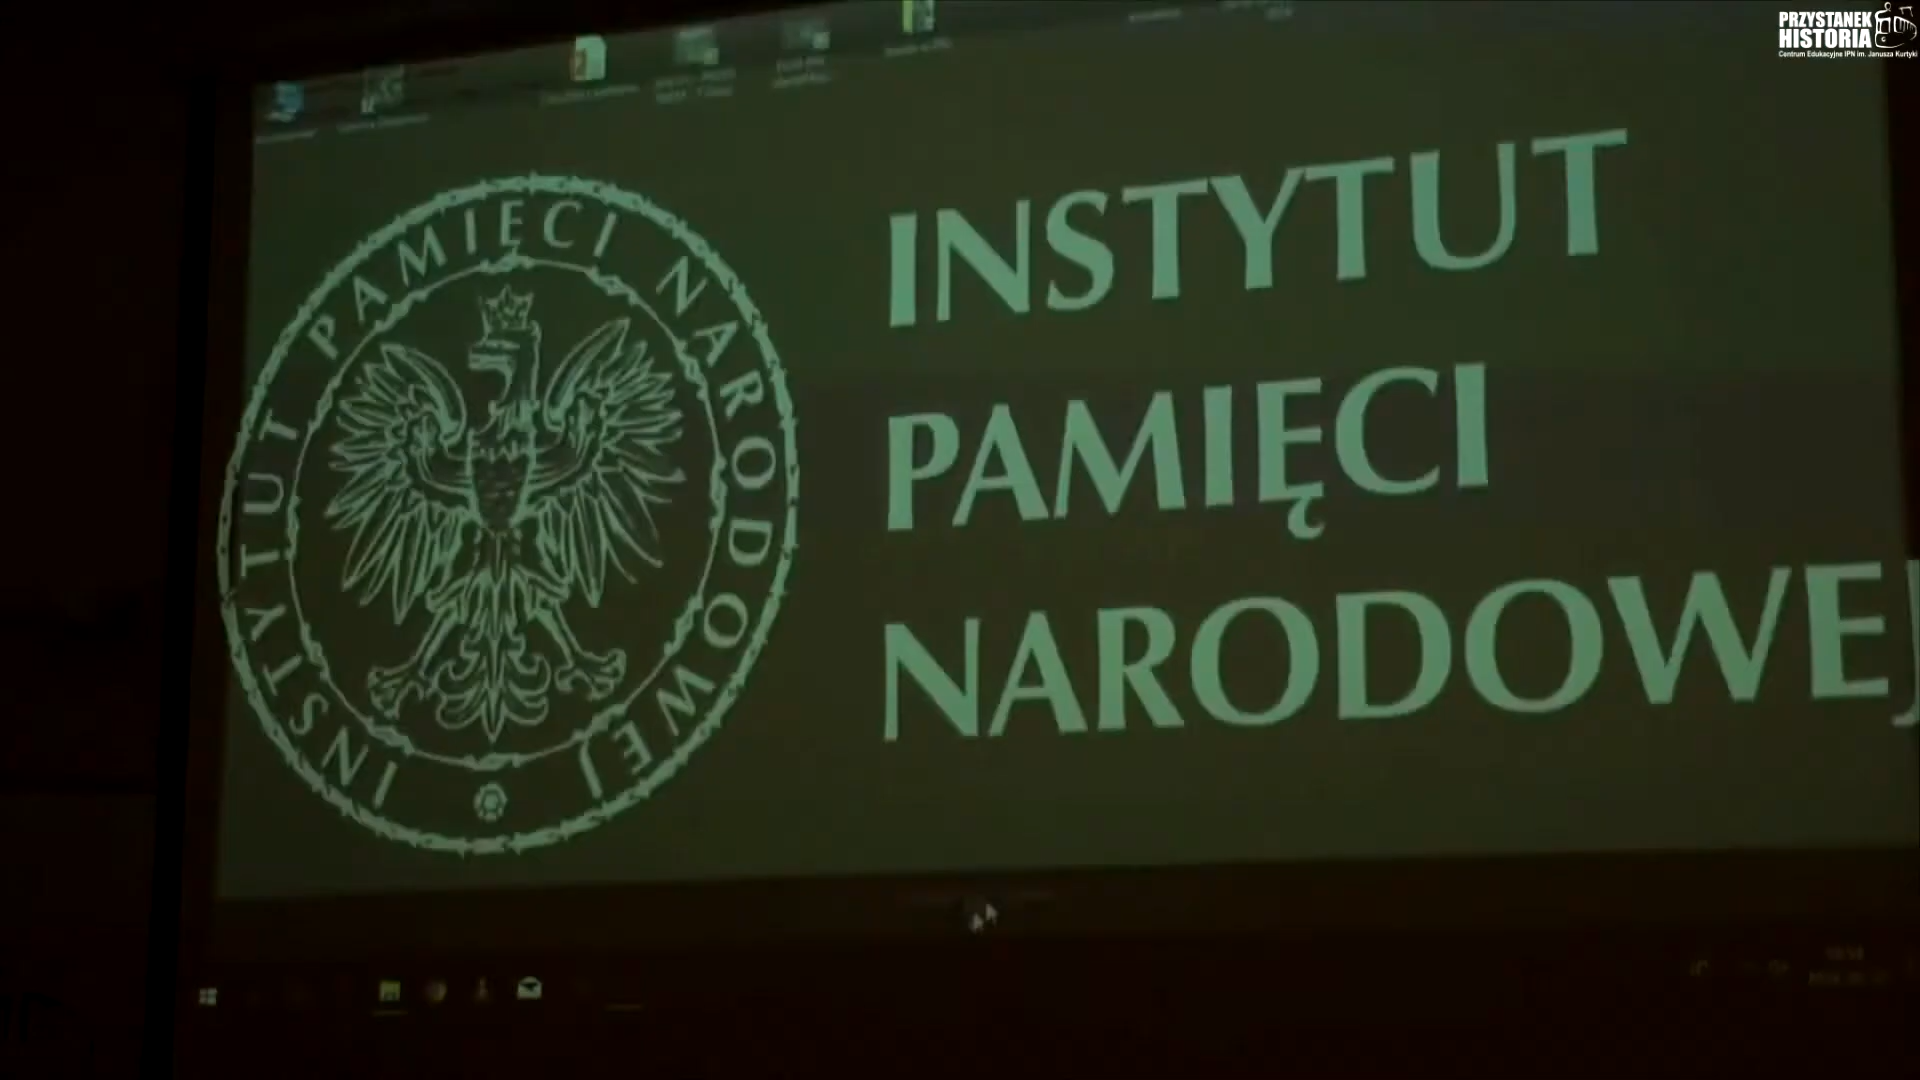 PRZYSTANEK
HISTORIA
Centrum Edukacyjne IPN im. Janusza Kurtyki
INSTYTUT PAMIĘCI NARODOWEJ
INSTYTUT
PAMIĘCI
NARODOWEJ